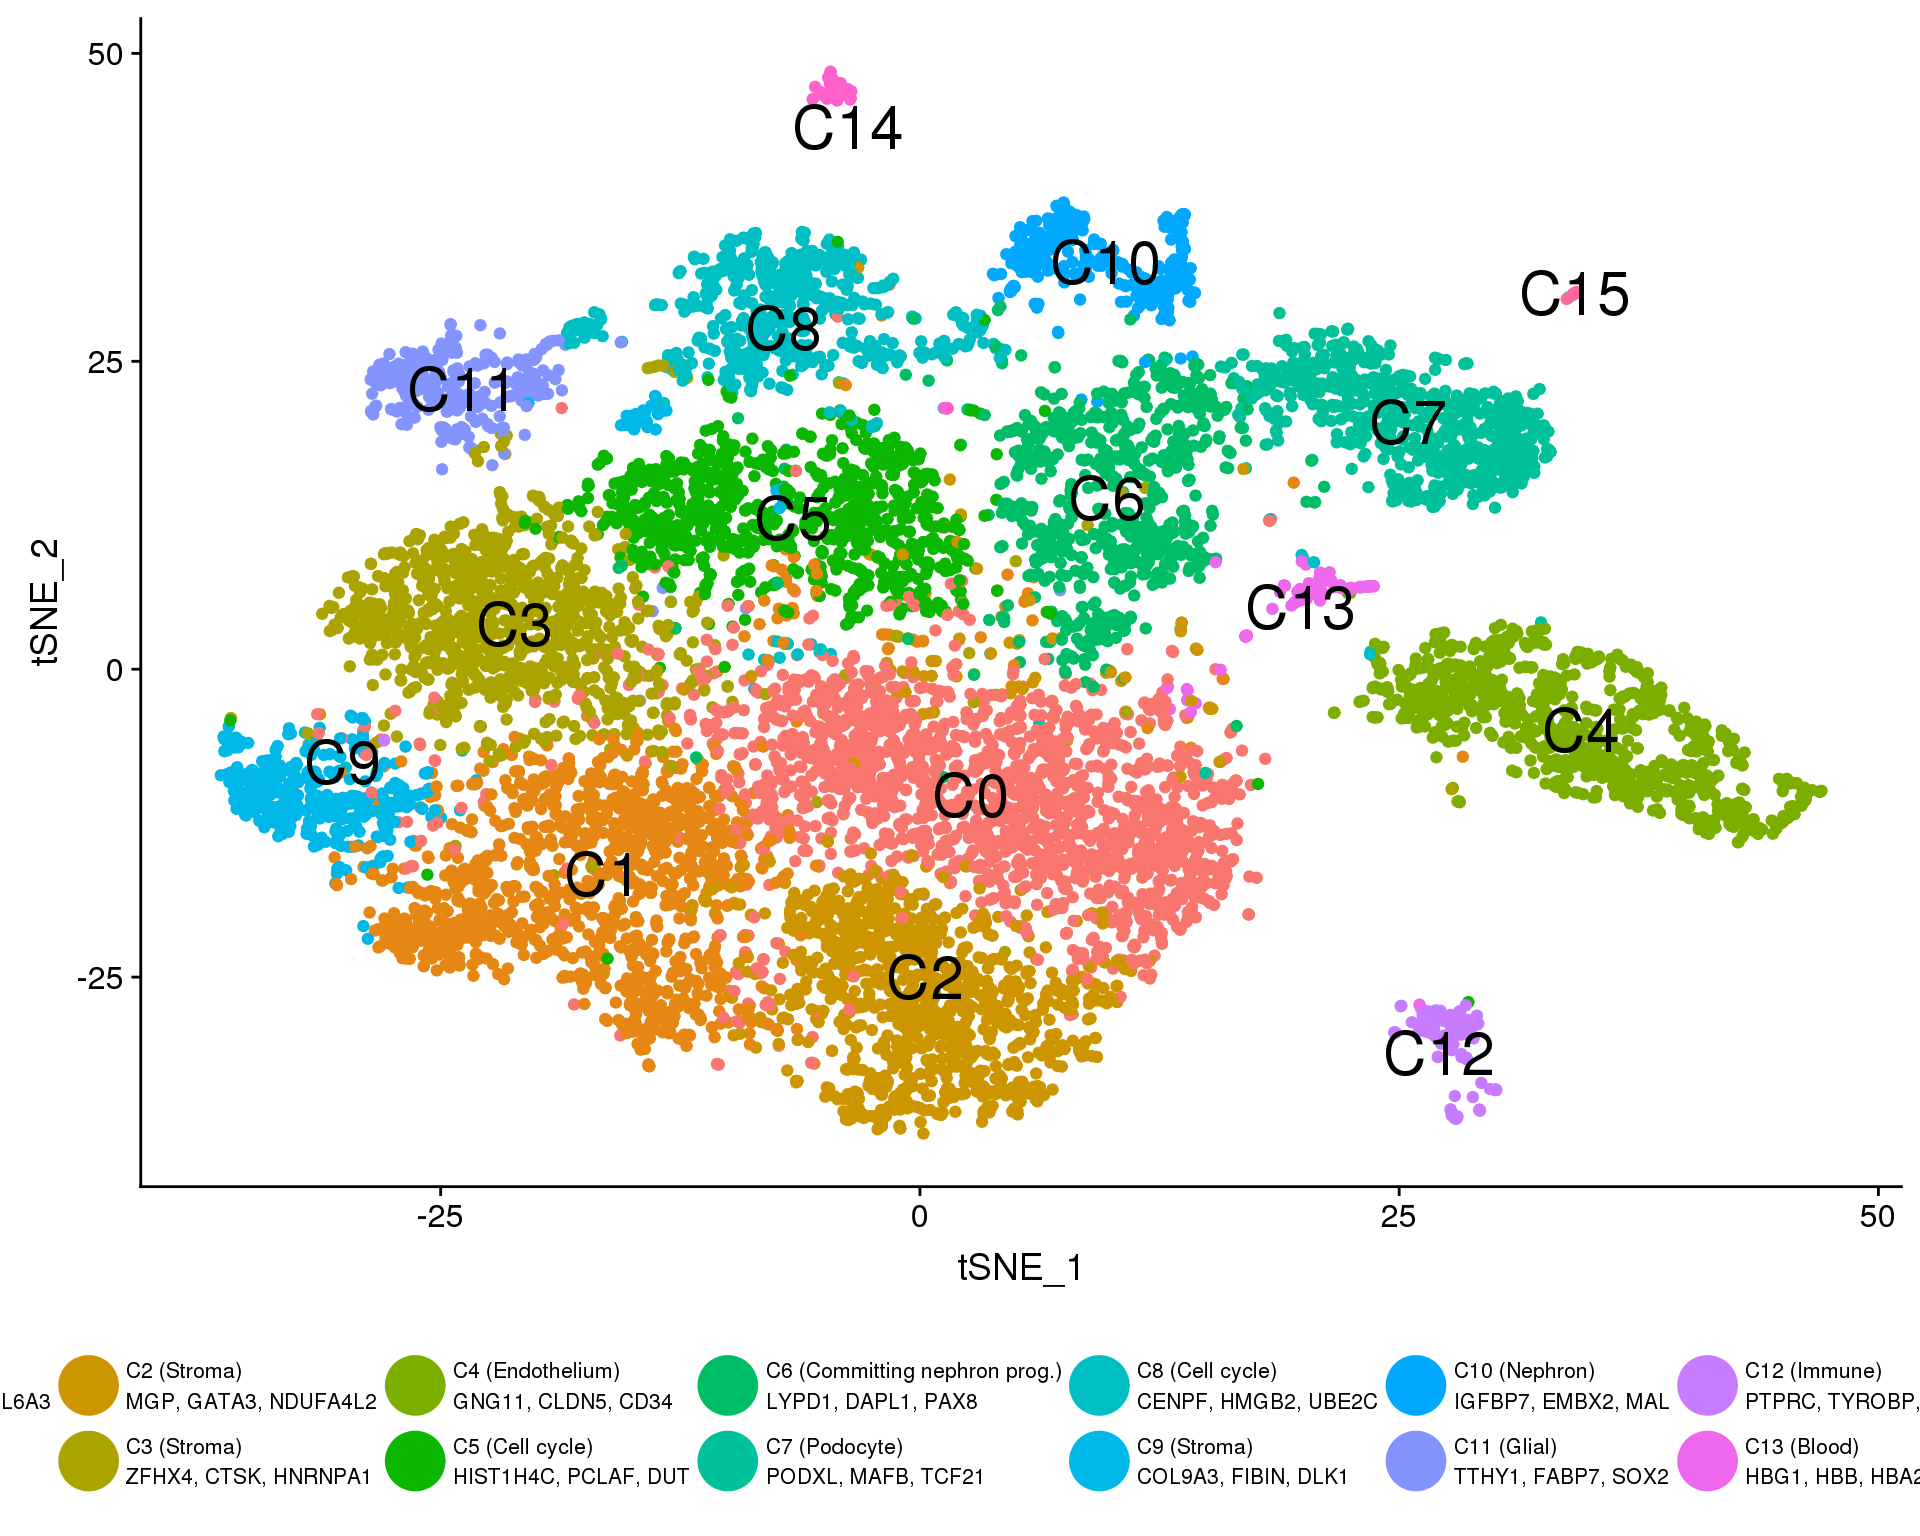 50
25
0
-25
tSNE_2
C14
C10
C15
C8
C11
C7
C6
C5
C13
C3
C4
C9
C0
C1
C2
C12
-25
0
25
50
tSNE_1
C2 (Stroma)
C4 (Endothelium)
C6 (Committing nephron prog.)
C8 (Cell cycle)
C10 (Nephron)
C12 (Immune)
L6A3
MGP, GATA3, NDUFA4L2
GNG11, CLDN5, CD34
LYPD1, DAPL1, PAX8
CENPF, HMGB2, UBE2C
IGFBP7, EMBX2, MAL
PTPRC, TYROBP,
C3 (Stroma)
C5 (Cell cycle)
C7 (Podocyte)
C9 (Stroma)
C11 (Glial)
C13 (Blood)
ZFHX4, CTSK, HNRNPA1
HIST1H4C, PCLAF, DUT
PODXL, MAFB, TCF21
COL9A3, FIBIN, DLK1
TTHY1, FABP7, SOX2
HBG1, HBB, HBA2